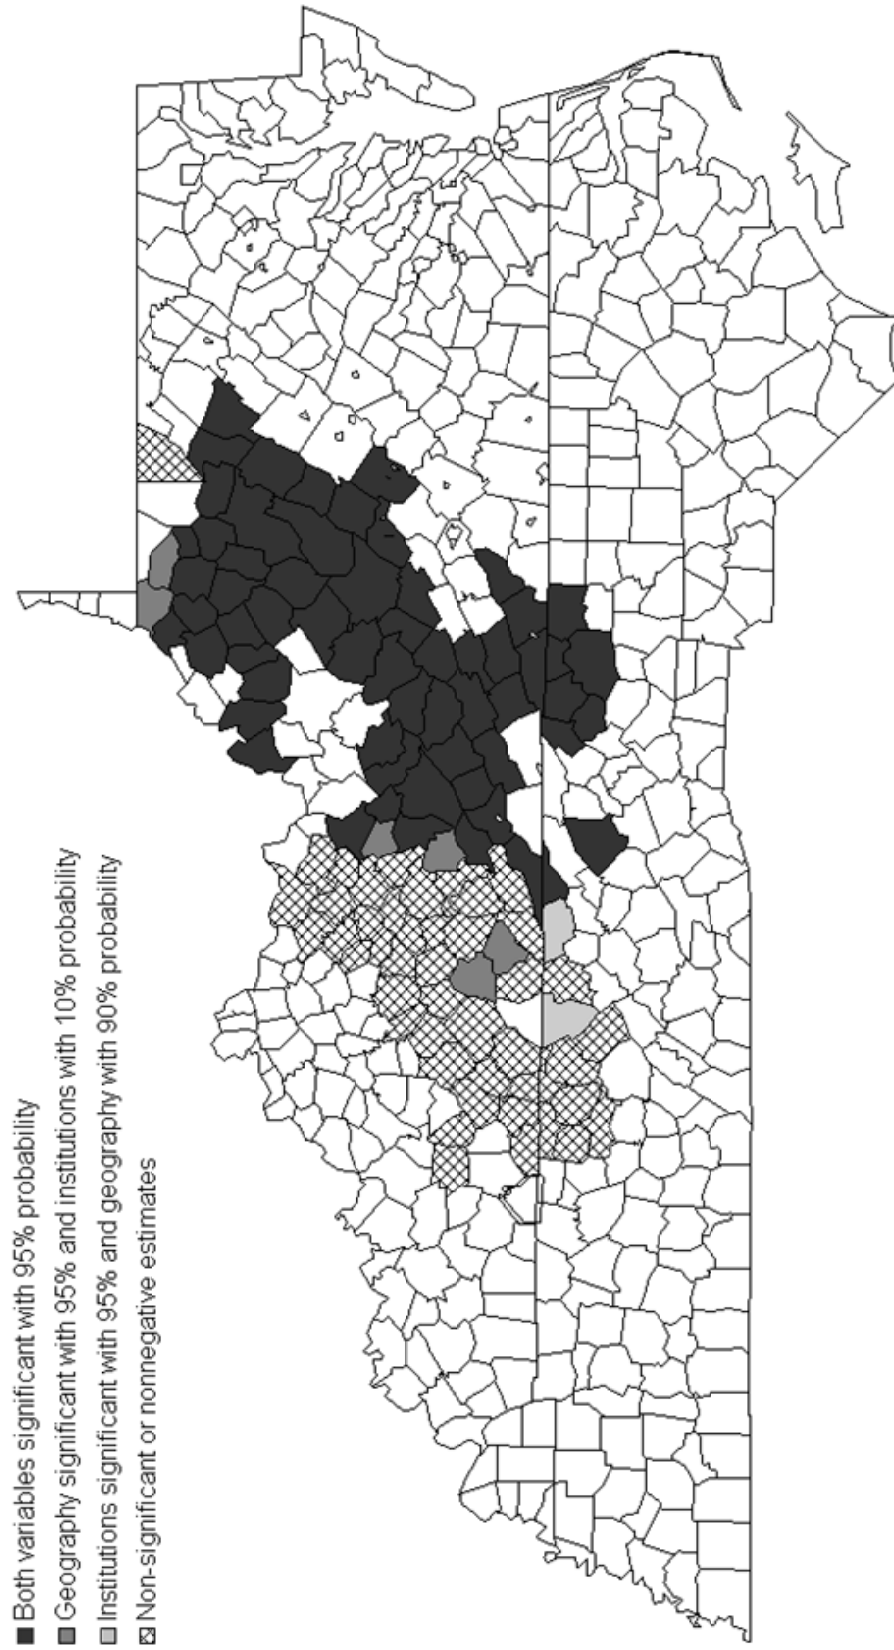 Both variables significant with 95% probability
Geography significant with 95% and institutions with 10% probability
Institutions significant with 95% and geography with 90% probability
Non-significant or nonnegative estimates